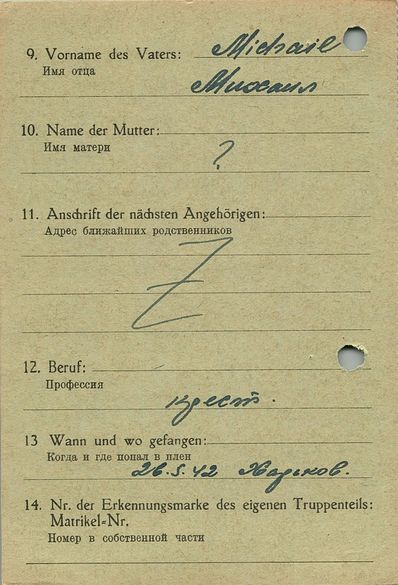 9. Vorname des Vaters: Michail
Имя отца
Михаил
10. Name der Mutter:
Имя матери
?
11. Anschrift der nächsten Angehörigen:
Адрес ближайших родственников
Z
12. Beruf:
Профессия
крест.
13 Wann und wo gefangen:
Когда и где попал в плен
26.5.42 Харьков.
14. Nr. der Erkennungsmarke des eigenen Truppenteils:
Matrikel-Nr.
Номер в собственной части